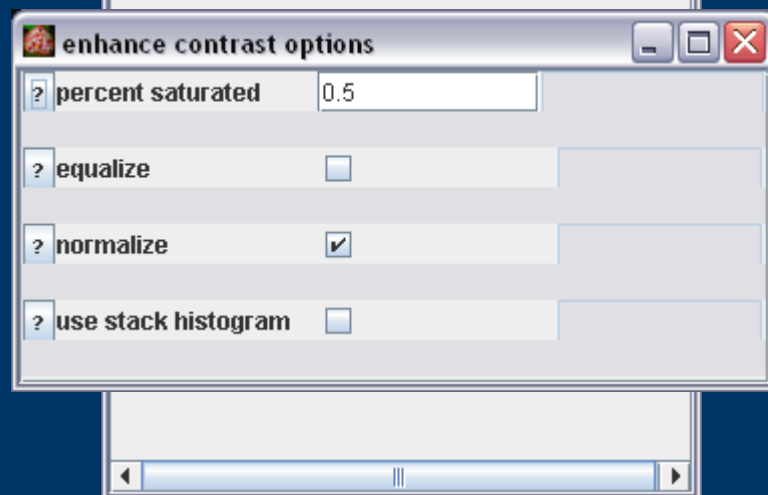 enhance contrast options
? percent saturated 0.5
? equalize
? normalize
? use stack histogram